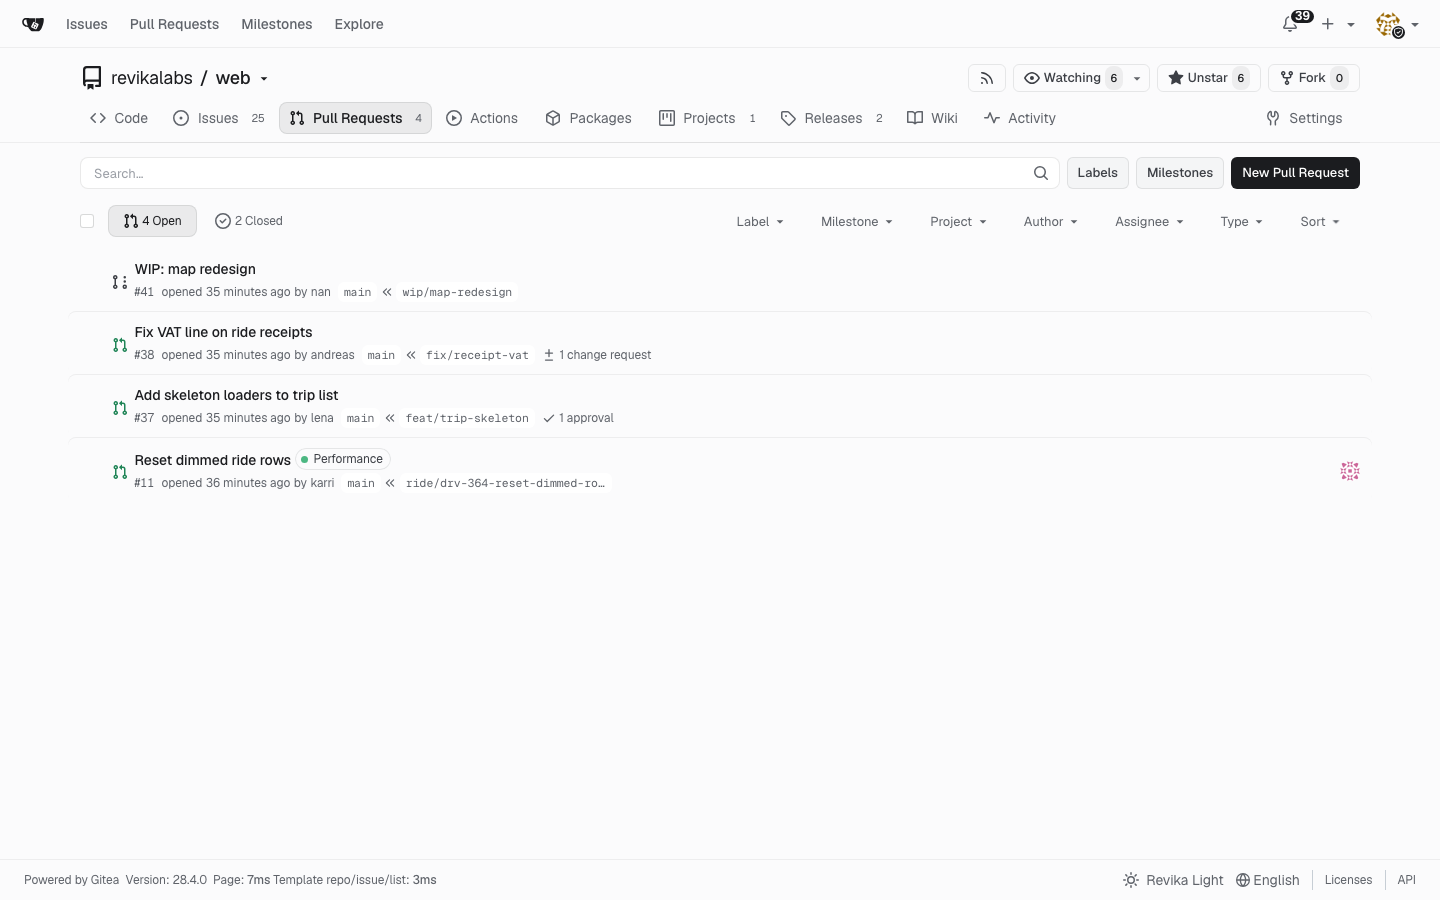 Issues Pull Requests Milestones Explore 39
revikalabs / web Watching 6 Unstar 6 Fork 0
Code Issues 25 Pull Requests 4 Actions Packages Projects 1 Releases 2 Wiki Activity Settings
Search… Labels Milestones New Pull Request
4 Open 2 Closed Label Milestone Project Author Assignee Type Sort
WIP: map redesign
#41 opened 35 minutes ago by nan main « wip/map-redesign
Fix VAT line on ride receipts
#38 opened 35 minutes ago by andreas main « fix/receipt-vat 1 change request
Add skeleton loaders to trip list
#37 opened 35 minutes ago by lena main « feat/trip-skeleton 1 approval
Reset dimmed ride rows Performance
#11 opened 36 minutes ago by karri main « ride/drv-364-reset-dimmed-ro…
Powered by Gitea Version: 28.4.0 Page: 7ms Template repo/issue/list: 3ms Revika Light English Licenses API